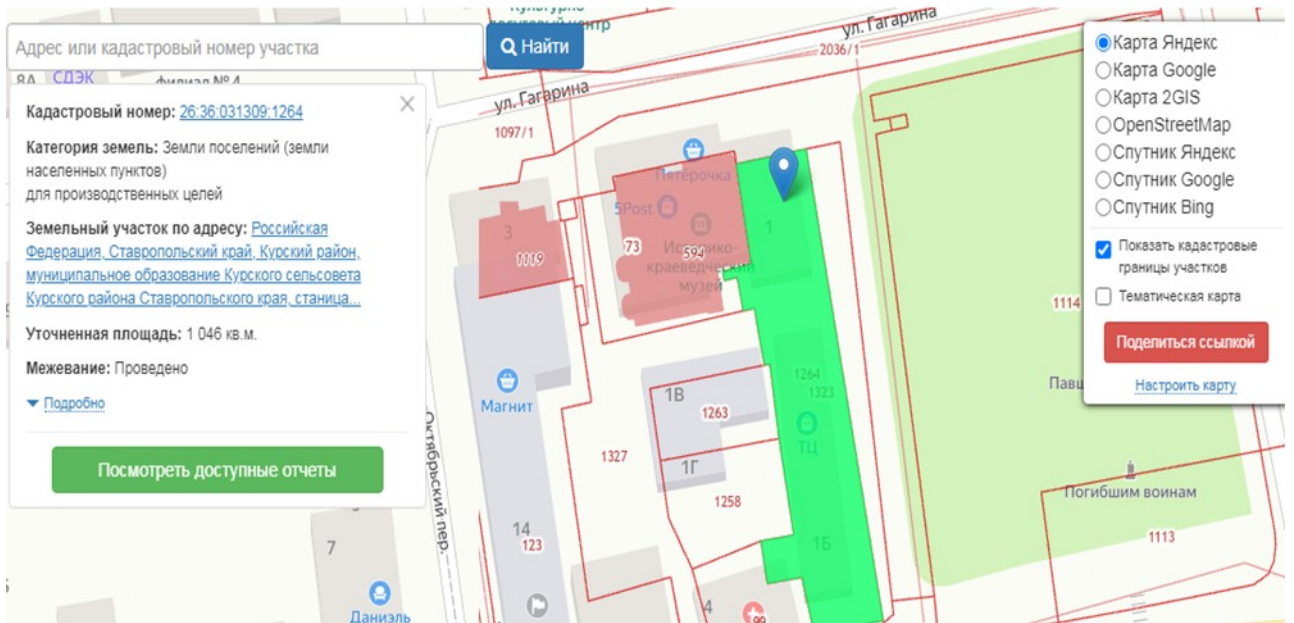 Культурно-
досуговый центр
Адрес или кадастровый номер участка
Найти
8А СДЭК филиал № 4
Кадастровый номер: 26:36:031309:1264
Категория земель: Земли поселений (земли
населенных пунктов)
для производственных целей
Земельный участок по адресу: Российская
Федерация, Ставропольский край, Курский район,
муниципальное образование Курского сельсовета
Курского района Ставропольского края, станица...
Уточненная площадь: 1 046 кв.м.
Межевание: Проведено
Подробно
Посмотреть доступные отчеты
ул. Гагарина
2036/1
ул. Гагарина
1097/1
Пятёрочка
5Post
3
1119
73
594
Историко-
краеведческий
музей
1
1264
1323
ТЦ
1В
1263
Магнит
1327
1Г
1258
14
123
1Б
4
99
7
Даниэль
Октябрьский пер.
1114
Погибшим воинам
1113
Карта Яндекс
Карта Google
Карта 2GIS
OpenStreetMap
Спутник Яндекс
Спутник Google
Спутник Bing
Показать кадастровые
границы участков
Тематическая карта
Поделиться ссылкой
Настроить карту